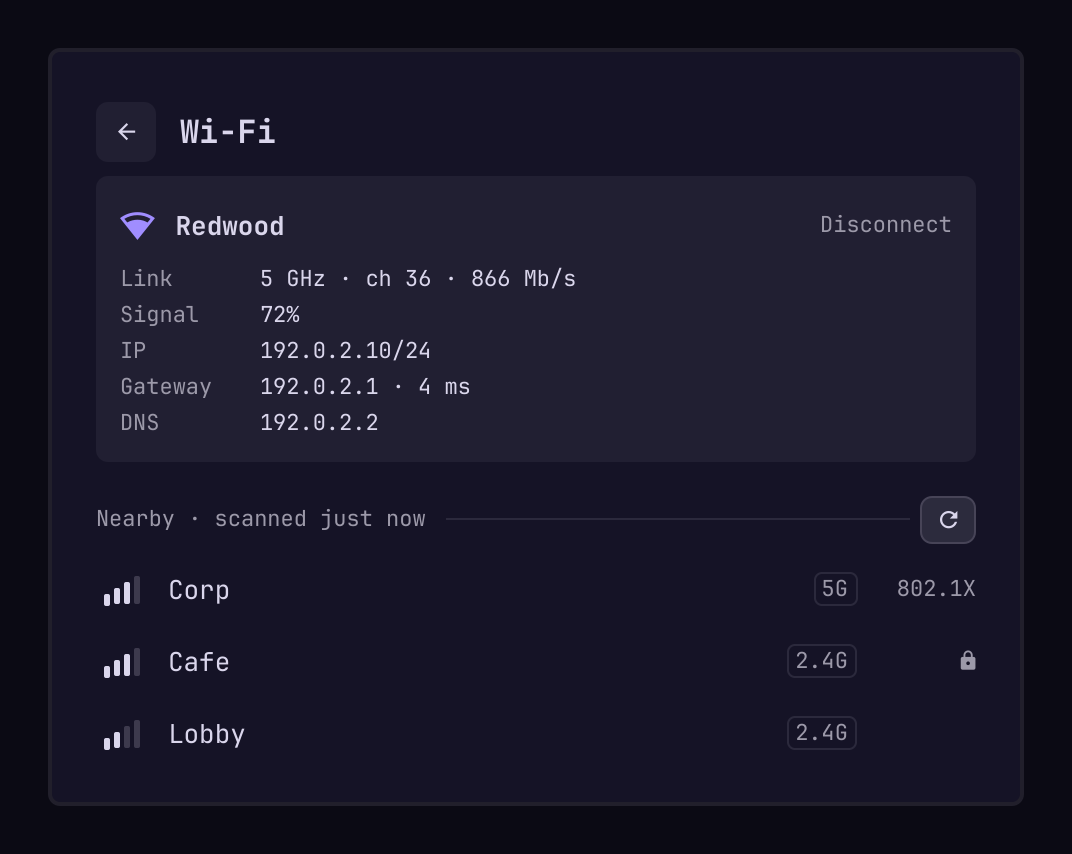 Wi-Fi
Redwood Disconnect
Link 5 GHz · ch 36 · 866 Mb/s
Signal 72%
IP 192.0.2.10/24
Gateway 192.0.2.1 · 4 ms
DNS 192.0.2.2
Nearby · scanned just now
Corp 5G 802.1X
Cafe 2.4G
Lobby 2.4G